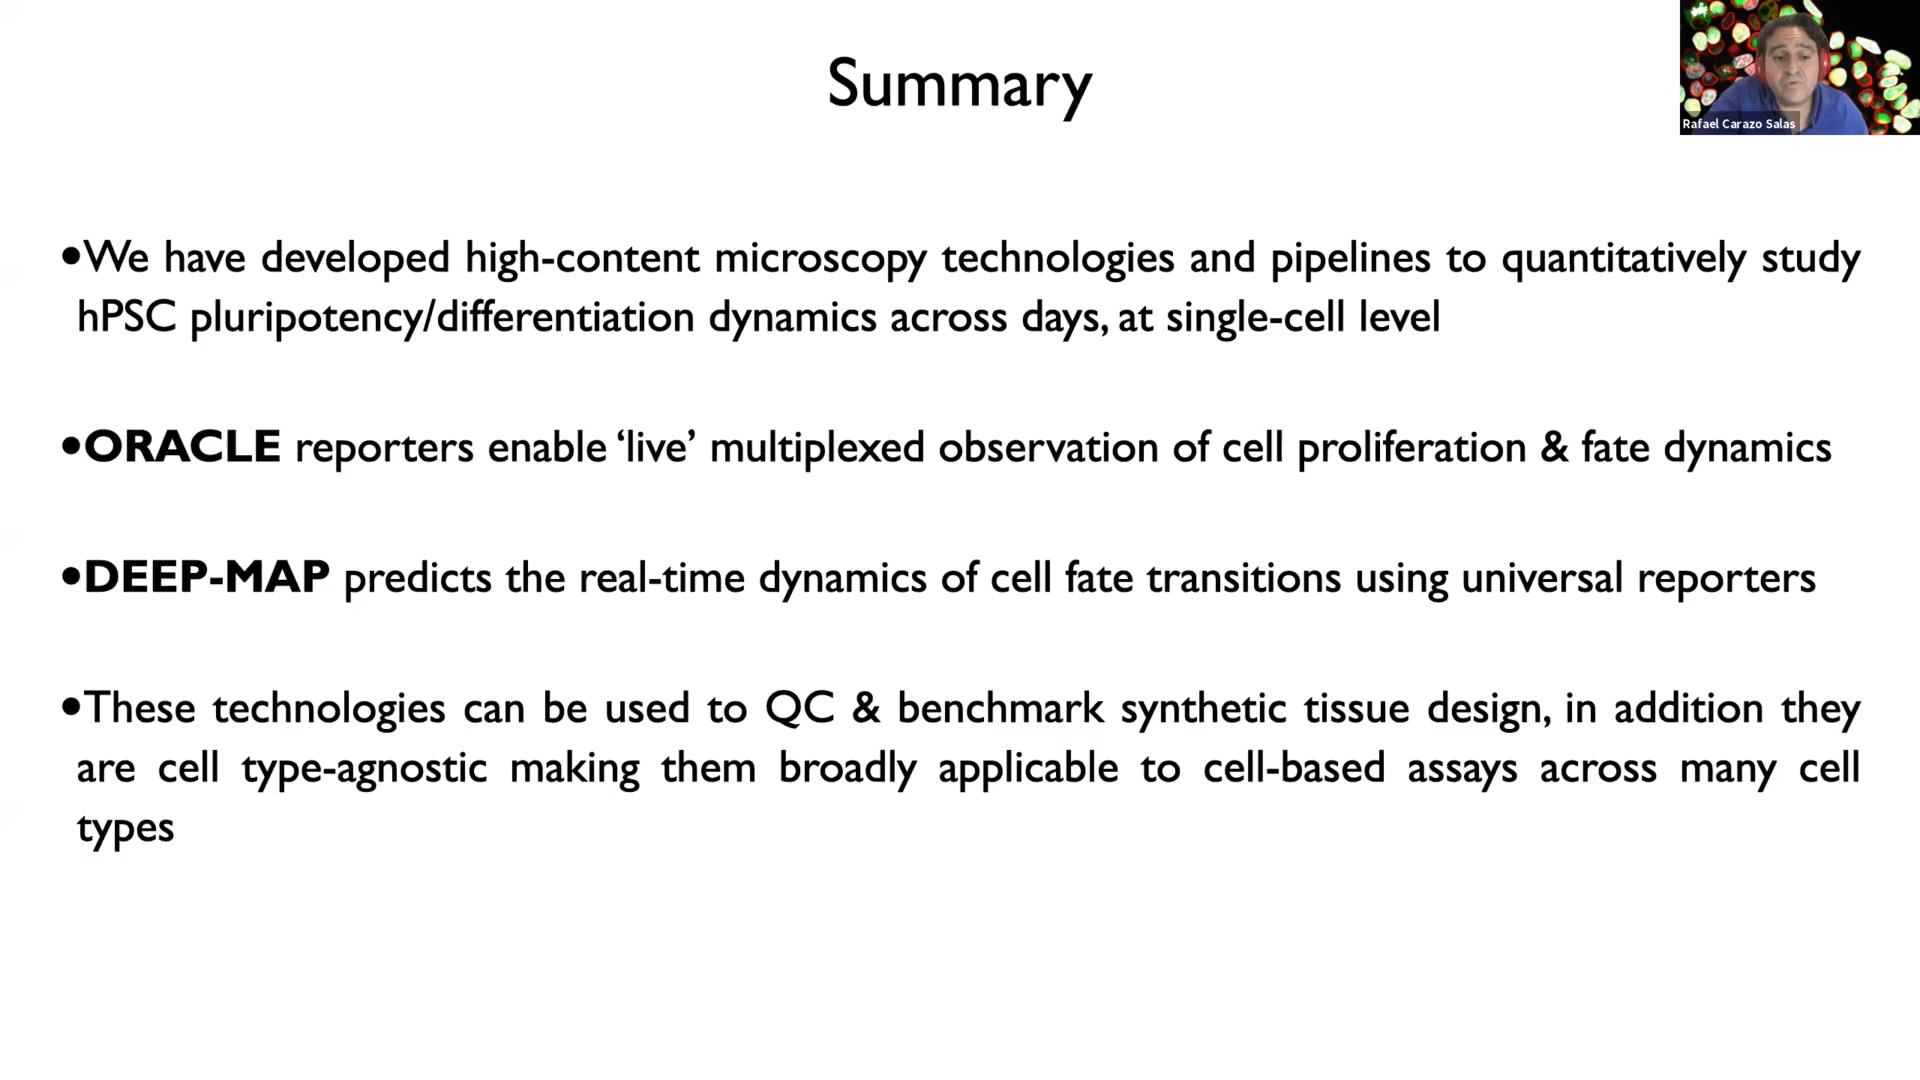 Summary
Rafael Carazo Salas
•We have developed high-content microscopy technologies and pipelines to quantitatively study
hPSC pluripotency/differentiation dynamics across days, at single-cell level
•ORACLE reporters enable ‘live’ multiplexed observation of cell proliferation & fate dynamics
•DEEP-MAP predicts the real-time dynamics of cell fate transitions using universal reporters
•These technologies can be used to QC & benchmark synthetic tissue design, in addition they
are cell type-agnostic making them broadly applicable to cell-based assays across many cell
types